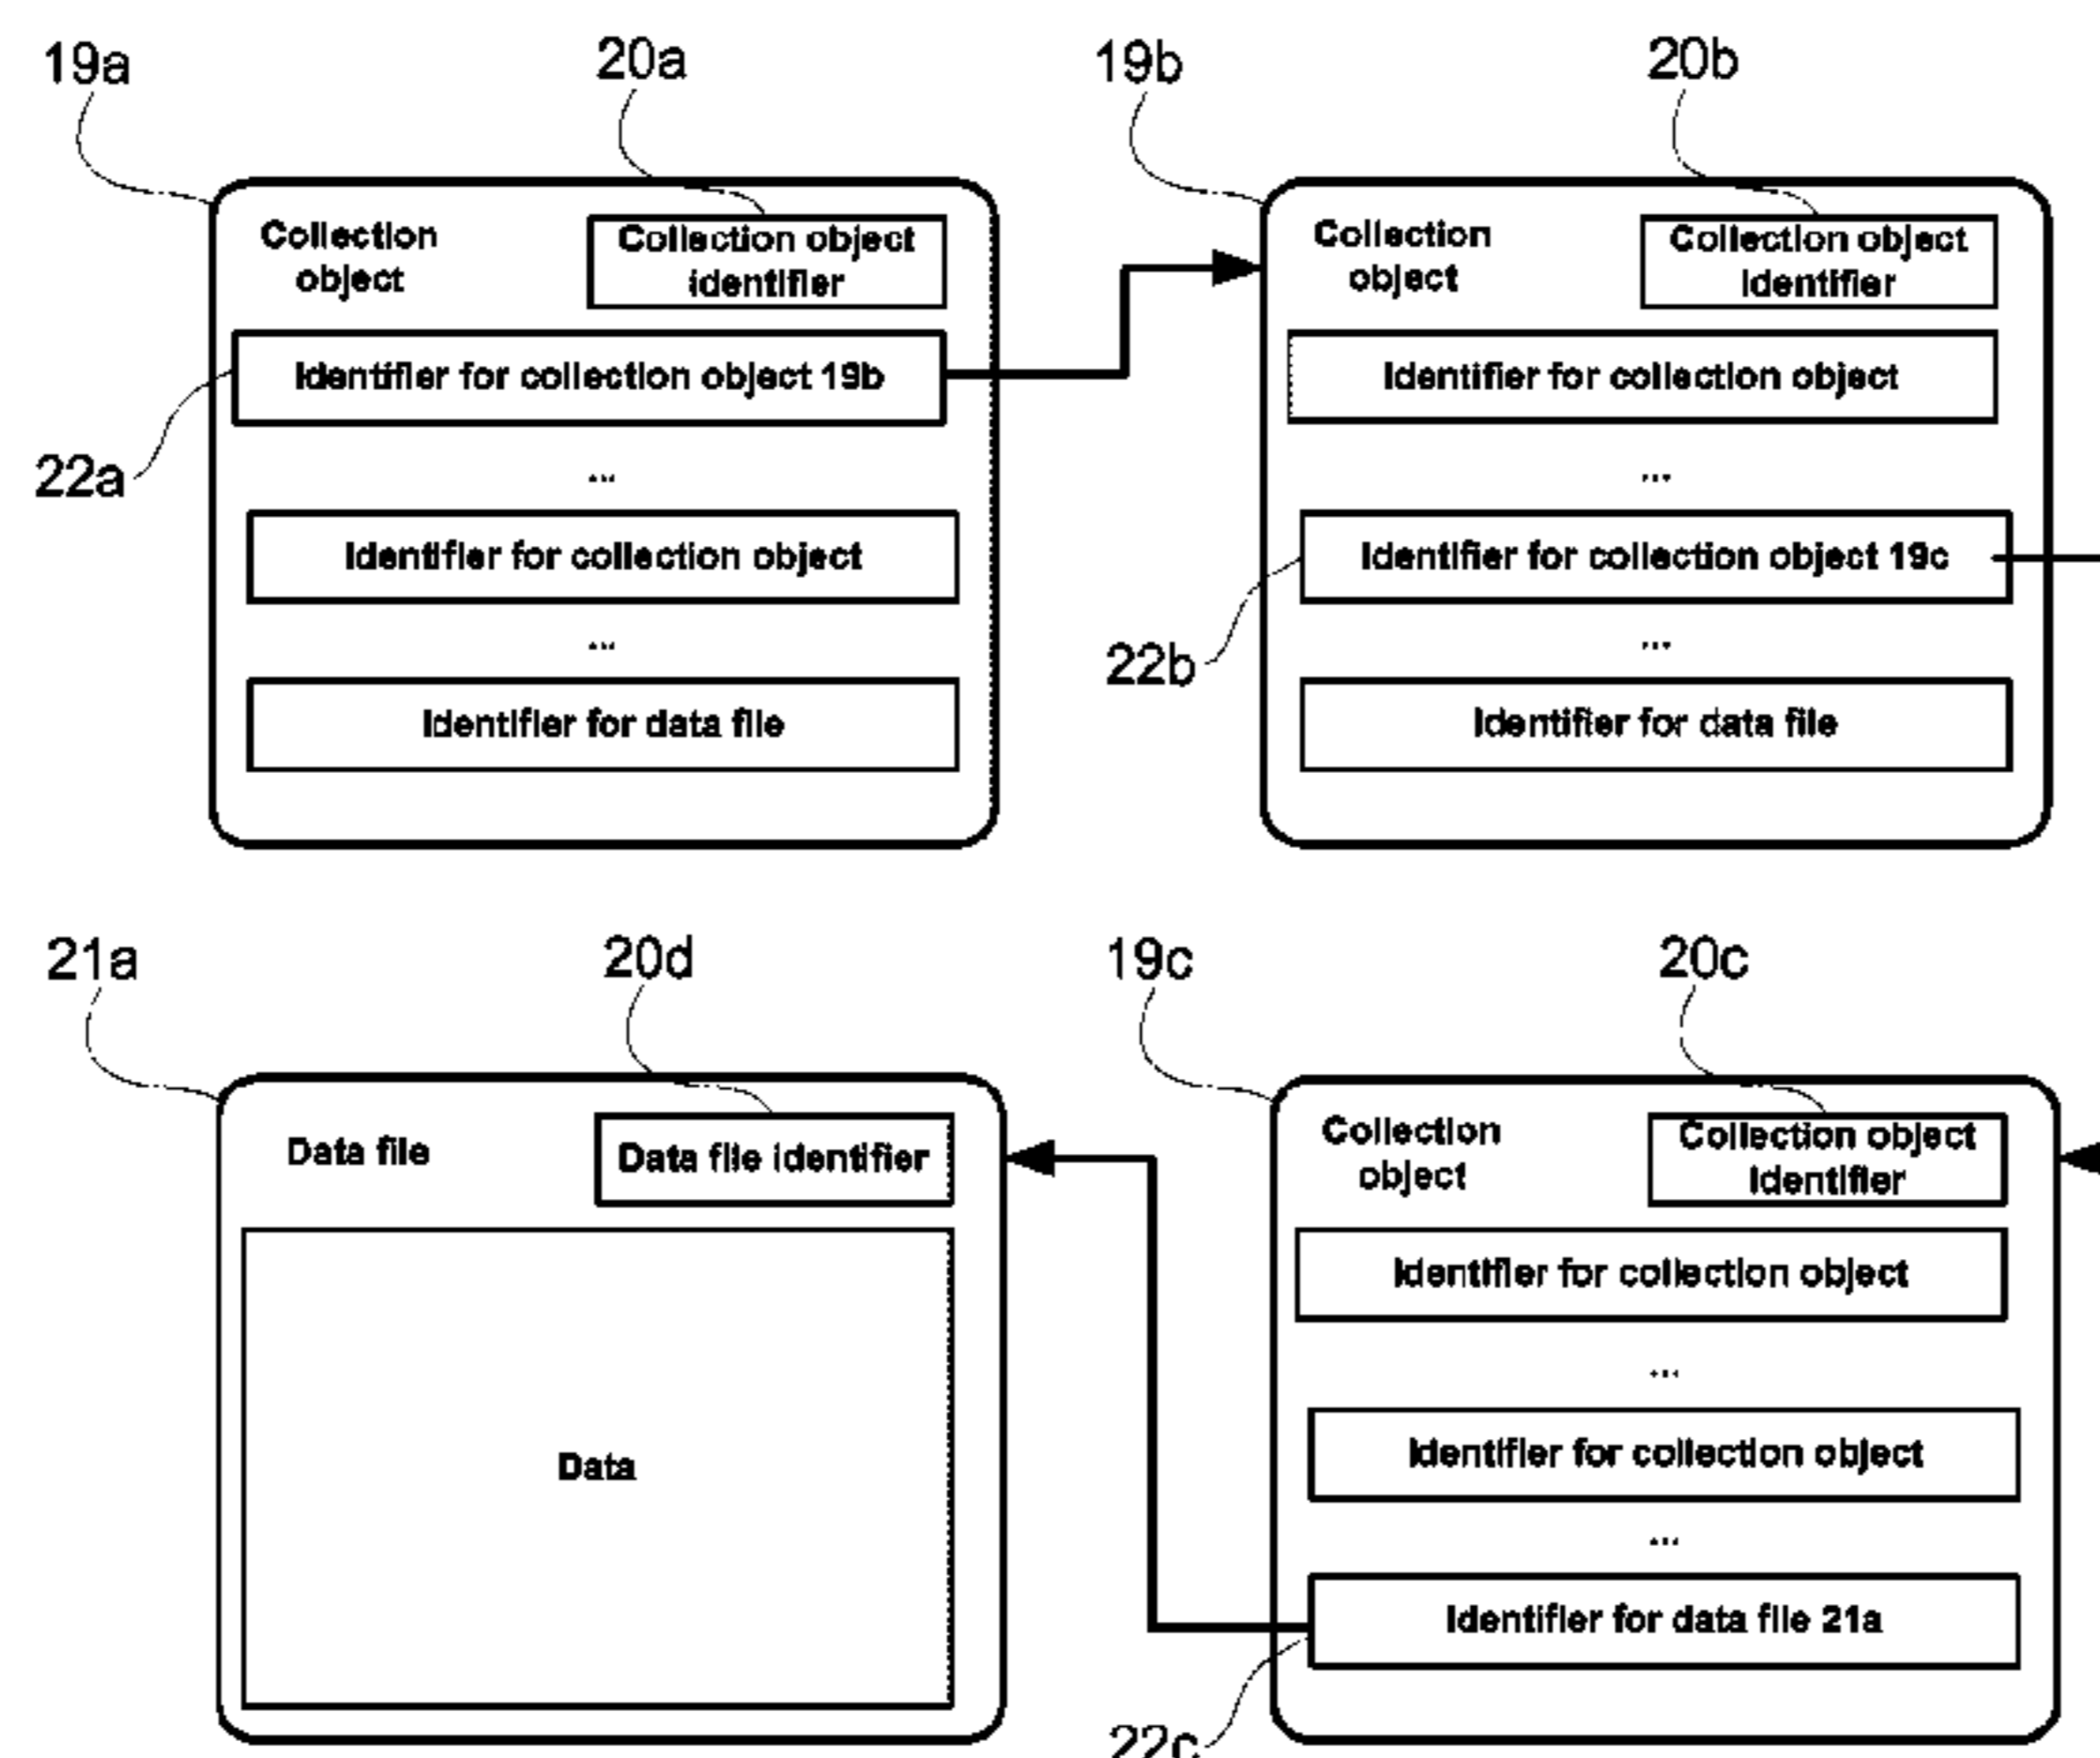 19a
20a
19b
20b
Collection
object
Collection object
identifier
Identifier for collection object 19b
22a
...
Identifier for collection object
...
Identifier for data file
Collection
object
Collection object
identifier
Identifier for collection object
...
Identifier for collection object 19c
22b
...
Identifier for data file
21a
20d
19c
20c
Data file
Data file identifier
Data
Collection
object
Collection object
identifier
Identifier for collection object
...
Identifier for collection object
...
Identifier for data file 21a
22c